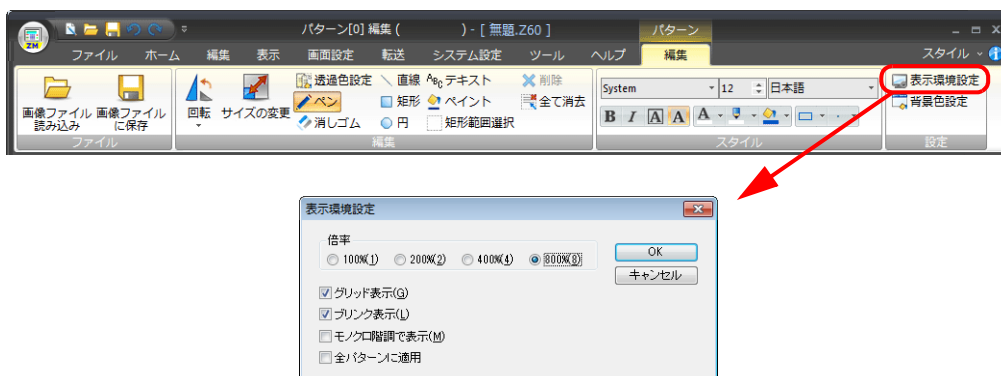 パターン[0] 編集 ( ) - [ 無題.Z60 ]
パターン
ZM
ファイル ホーム 編集 表示 画面設定 転送 システム設定 ツール ヘルプ 編集 スタイル
画像ファイル 読み込み
画像ファイル に保存
ファイル
回転 サイズの変更
透過色設定 直線 ABC テキスト 削除
ペン 矩形 ペイント 全て消去
消しゴム 円 矩形範囲選択
編集
System 12 日本語
B I A A A
スタイル
表示環境設定
背景色設定
設定
表示環境設定
倍率
100%(1) 200%(2) 400%(4) 800%(8)
OK
キャンセル
グリッド表示(G)
ブリンク表示(L)
モノクロ階調で表示(M)
全パターンに適用